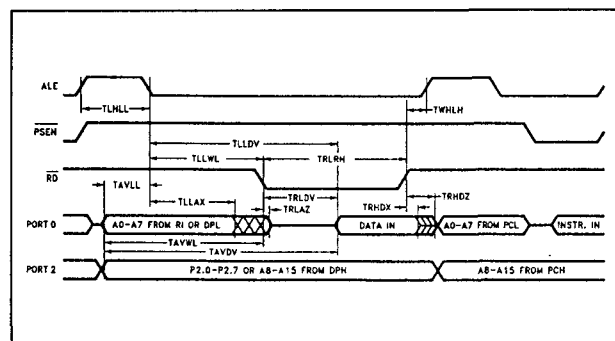 ALE
TLHLL
TWHLH
PSEN
TLLDV
TLLWL
TRLRH
RD
TAVLL
TLLAX
TRLDV
TRLAZ
TRHDX
TRHDZ
PORT 0
A0-A7 FROM RI OR DPL
DATA IN
A0-A7 FROM PCL
INSTR. IN
TAVWL
TAVDV
PORT 2
P2.0-P2.7 OR A8-A15 FROM DPH
A8-A15 FROM PCH